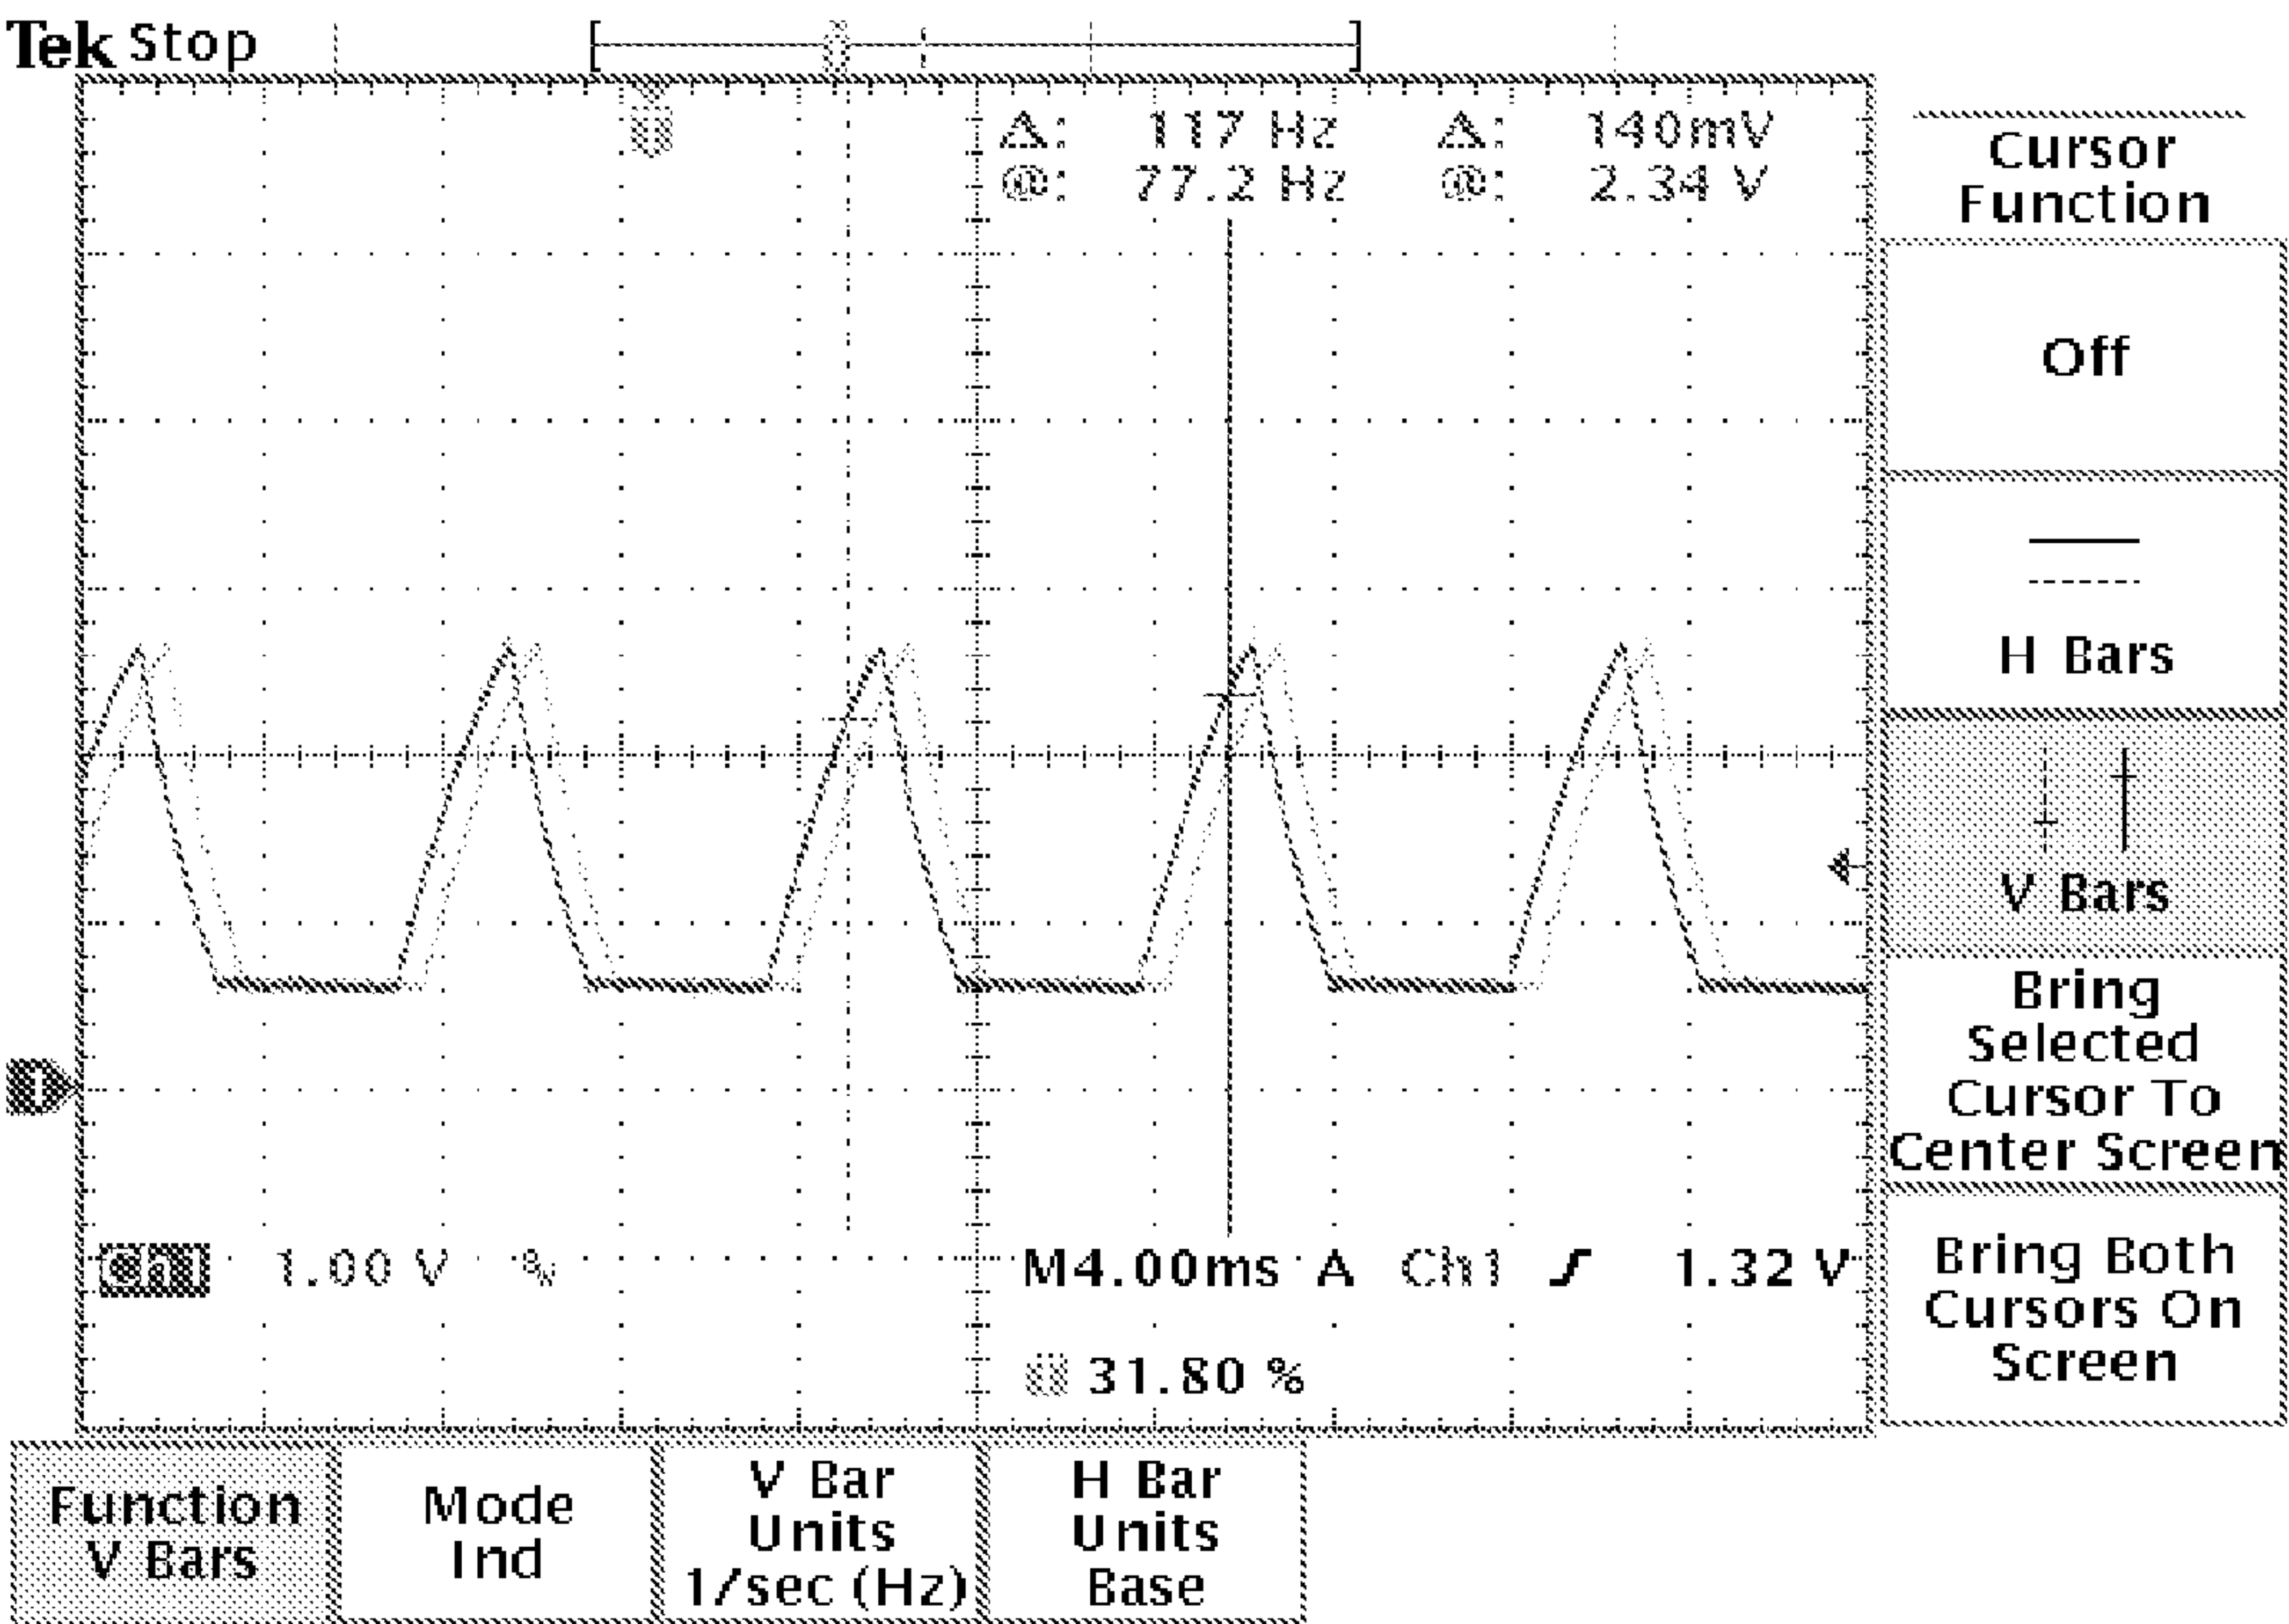 Tek Stop
Δ: 117 Hz Δ: 140mV
@: 77.2 Hz @: 2.34 V
Cursor
Function
Off
H Bars
V Bars
Bring
Selected
Cursor To
Center Screen
Bring Both
Cursors On
Screen
1
Ch1 1.00 V M4.00ms A Ch1 1.32 V
31.80 %
Function
V Bars
Mode
Ind
V Bar
Units
1/sec (Hz)
H Bar
Units
Base